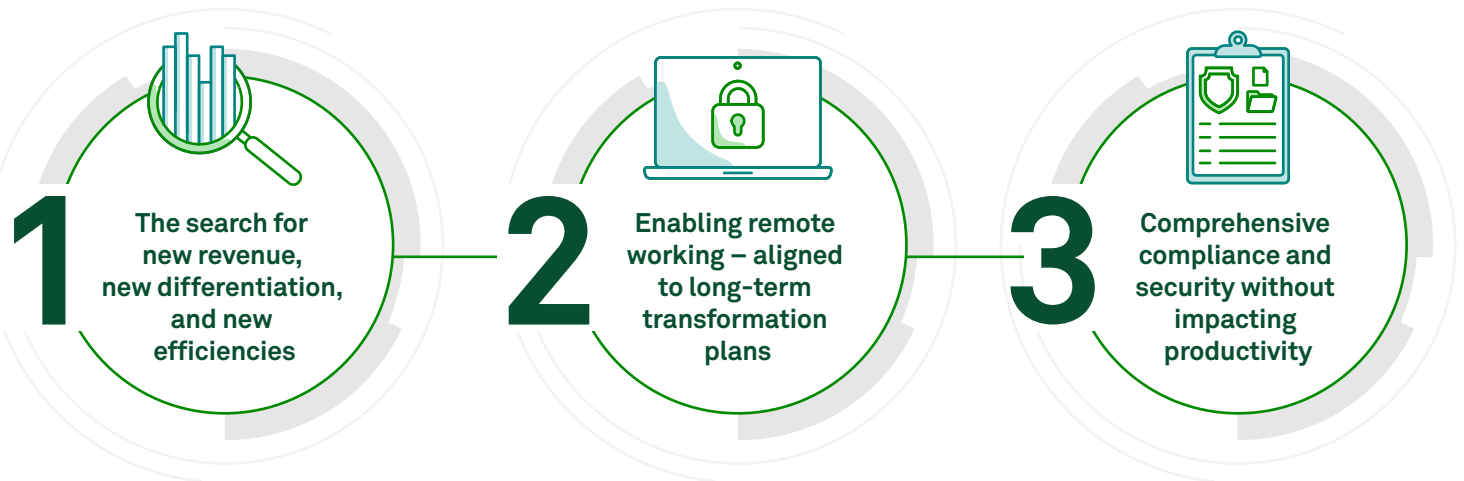 1
The search for
new revenue,
new differentiation,
and new
efficiencies
2
Enabling remote
working – aligned
to long-term
transformation
plans
3
Comprehensive
compliance and
security without
impacting
productivity